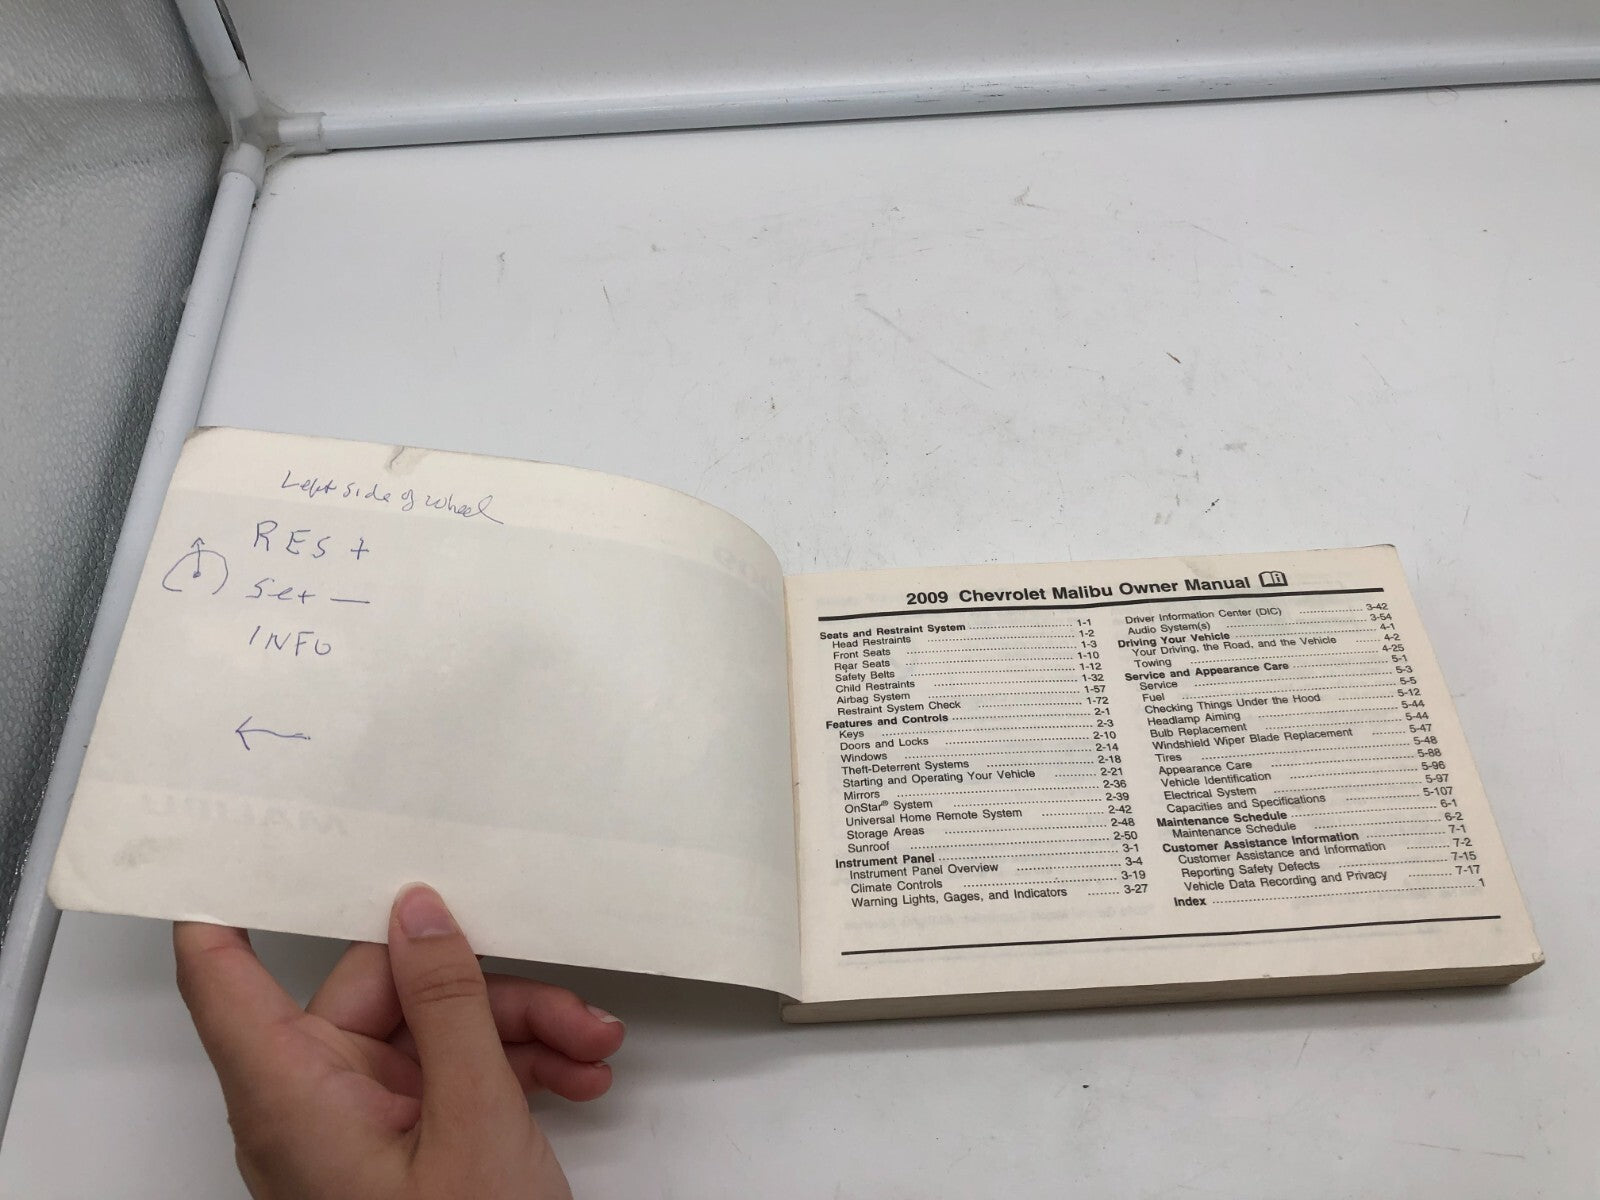 Left side of wheel
RES +
Set —
INFO
2009 Chevrolet Malibu Owner Manual
Seats and Restraint System 1-1
Head Restraints 1-2
Front Seats 1-3
Rear Seats 1-10
Safety Belts 1-12
Child Restraints 1-32
Airbag System 1-57
Restraint System Check 1-72
Features and Controls 2-1
Keys 2-3
Doors and Locks 2-10
Windows 2-14
Theft-Deterrent Systems 2-18
Starting and Operating Your Vehicle 2-21
Mirrors 2-36
OnStar® System 2-39
Universal Home Remote System 2-42
Storage Areas 2-48
Sunroof 2-50
Instrument Panel 3-1
Instrument Panel Overview 3-4
Climate Controls 3-19
Warning Lights, Gages, and Indicators 3-27
Driver Information Center (DIC) 3-42
Audio System(s) 3-54
Driving Your Vehicle 4-1
Your Driving, the Road, and the Vehicle 4-2
Towing 4-25
Service and Appearance Care 5-1
Service 5-3
Fuel 5-5
Checking Things Under the Hood 5-12
Headlamp Aiming 5-44
Bulb Replacement 5-44
Windshield Wiper Blade Replacement 5-47
Tires 5-48
Appearance Care 5-88
Vehicle Identification 5-96
Electrical System 5-97
Capacities and Specifications 5-107
Maintenance Schedule 6-1
Maintenance Schedule 6-2
Customer Assistance Information 7-1
Customer Assistance and Information 7-2
Reporting Safety Defects 7-15
Vehicle Data Recording and Privacy 7-17
Index 1